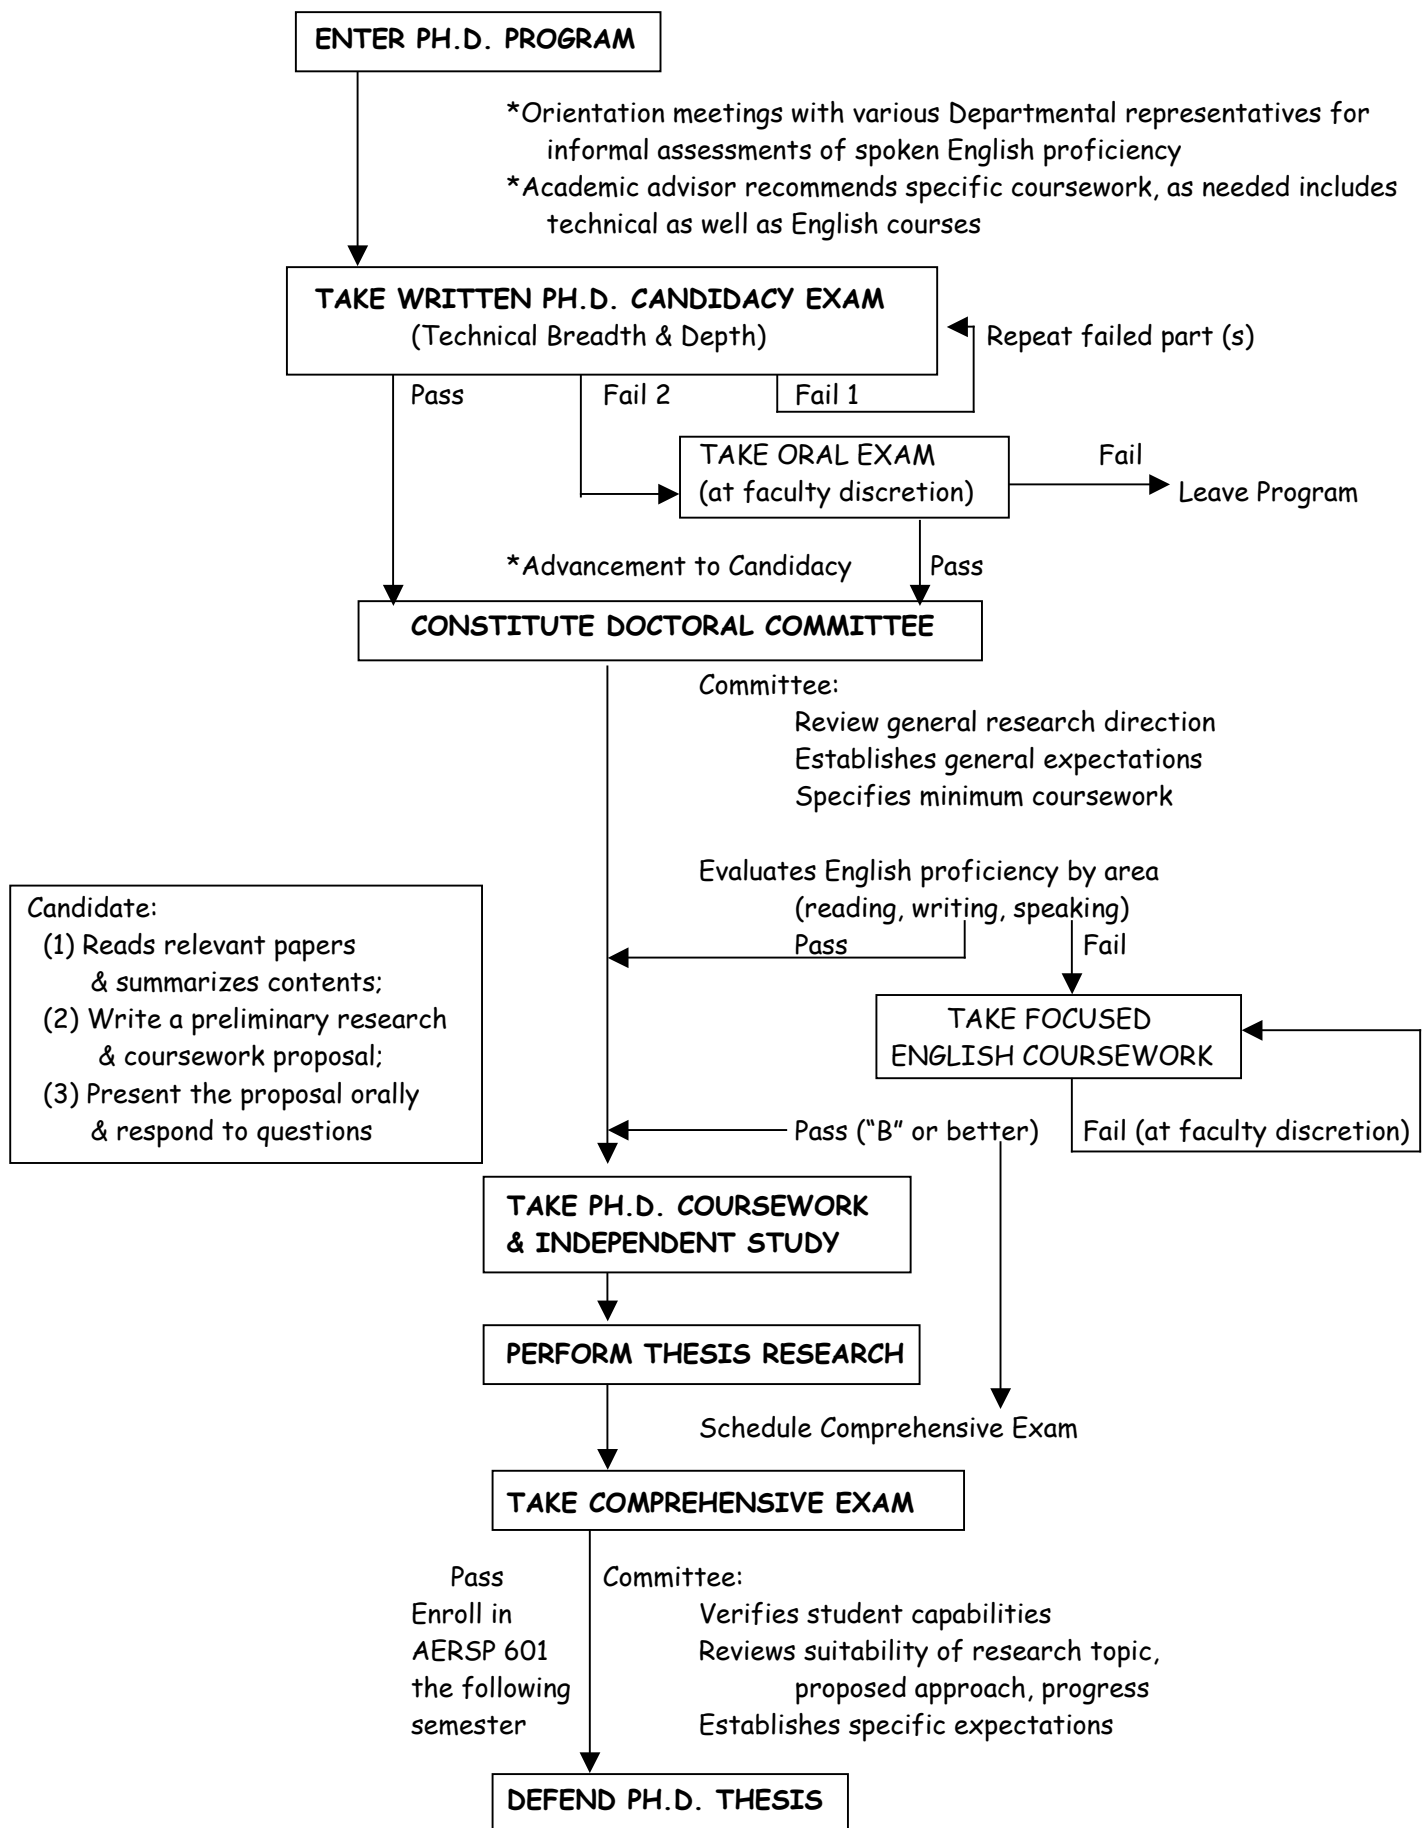 ENTER PH.D. PROGRAM
*Orientation meetings with various Departmental representatives for
informal assessments of spoken English proficiency
*Academic advisor recommends specific coursework, as needed includes
technical as well as English courses
TAKE WRITTEN PH.D. CANDIDACY EXAM
(Technical Breadth & Depth)
Repeat failed part (s)
Pass
Fail 2
Fail 1
TAKE ORAL EXAM
(at faculty discretion)
Fail
Leave Program
*Advancement to Candidacy
Pass
CONSTITUTE DOCTORAL COMMITTEE
Committee:
Review general research direction
Establishes general expectations
Specifies minimum coursework
Evaluates English proficiency by area
(reading, writing, speaking)
Pass
Fail
Candidate:
(1) Reads relevant papers
& summarizes contents;
(2) Write a preliminary research
& coursework proposal;
(3) Present the proposal orally
& respond to questions
TAKE FOCUSED
ENGLISH COURSEWORK
Pass (“B” or better)
Fail (at faculty discretion)
TAKE PH.D. COURSEWORK
& INDEPENDENT STUDY
PERFORM THESIS RESEARCH
Schedule Comprehensive Exam
TAKE COMPREHENSIVE EXAM
Pass
Enroll in
AERSP 601
the following
semester
Committee:
Verifies student capabilities
Reviews suitability of research topic,
proposed approach, progress
Establishes specific expectations
DEFEND PH.D. THESIS